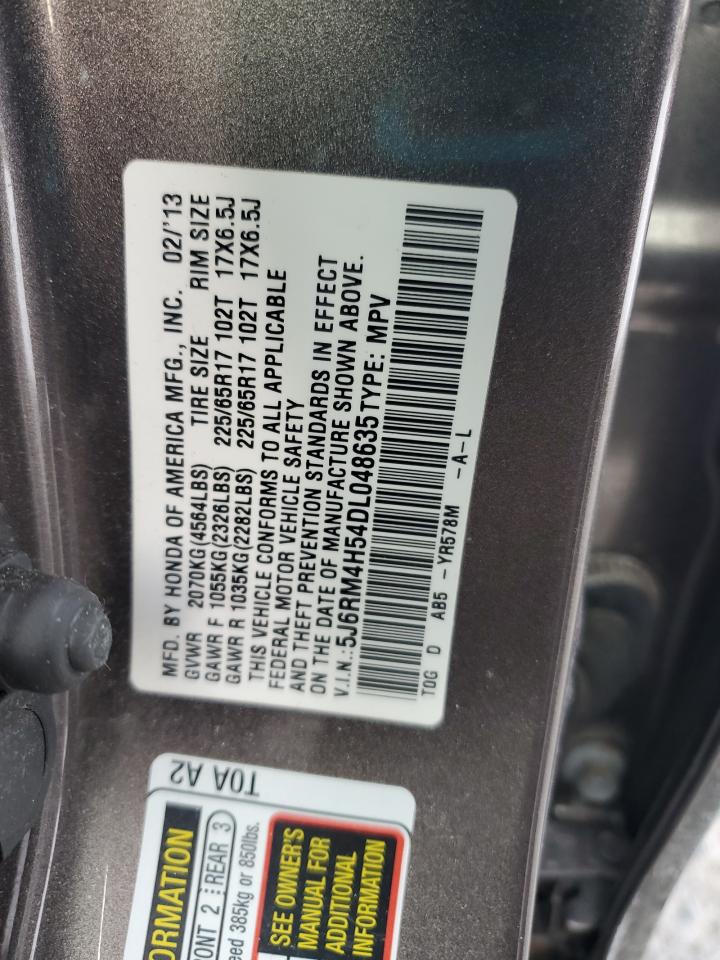 MFD. BY HONDA OF AMERICA MFG., INC. 02/'13
GVWR 2070KG(4564LBS) TIRE SIZE RIM SIZE
GAWR F 1055KG(2326LBS) 225/65R17 102T 17X6.5J
GAWR R 1035KG(2282LBS) 225/65R17 102T 17X6.5J
THIS VEHICLE CONFORMS TO ALL APPLICABLE
FEDERAL MOTOR VEHICLE SAFETY
AND THEFT PREVENTION STANDARDS IN EFFECT
ON THE DATE OF MANUFACTURE SHOWN ABOVE.
V.I.N.:5J6RM4H54DL048635 TYPE: MPV
TOG D AB5 - YR578M -A-L
TOA A2
ORMATION
ONT 2 REAR 3
eed 385kg or 850lbs.
SEE OWNER'S
MANUAL FOR
ADDITIONAL
INFORMATION